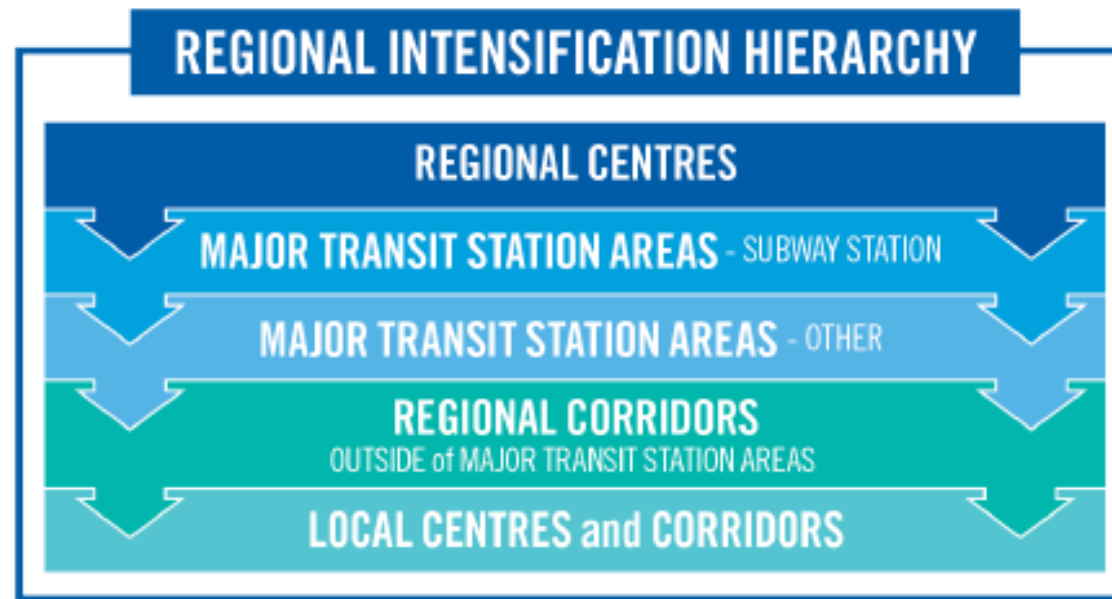 REGIONAL INTENSIFICATION HIERARCHY
REGIONAL CENTRES
MAJOR TRANSIT STATION AREAS - SUBWAY STATION
MAJOR TRANSIT STATION AREAS - OTHER
REGIONAL CORRIDORS
OUTSIDE of MAJOR TRANSIT STATION AREAS
LOCAL CENTRES and CORRIDORS